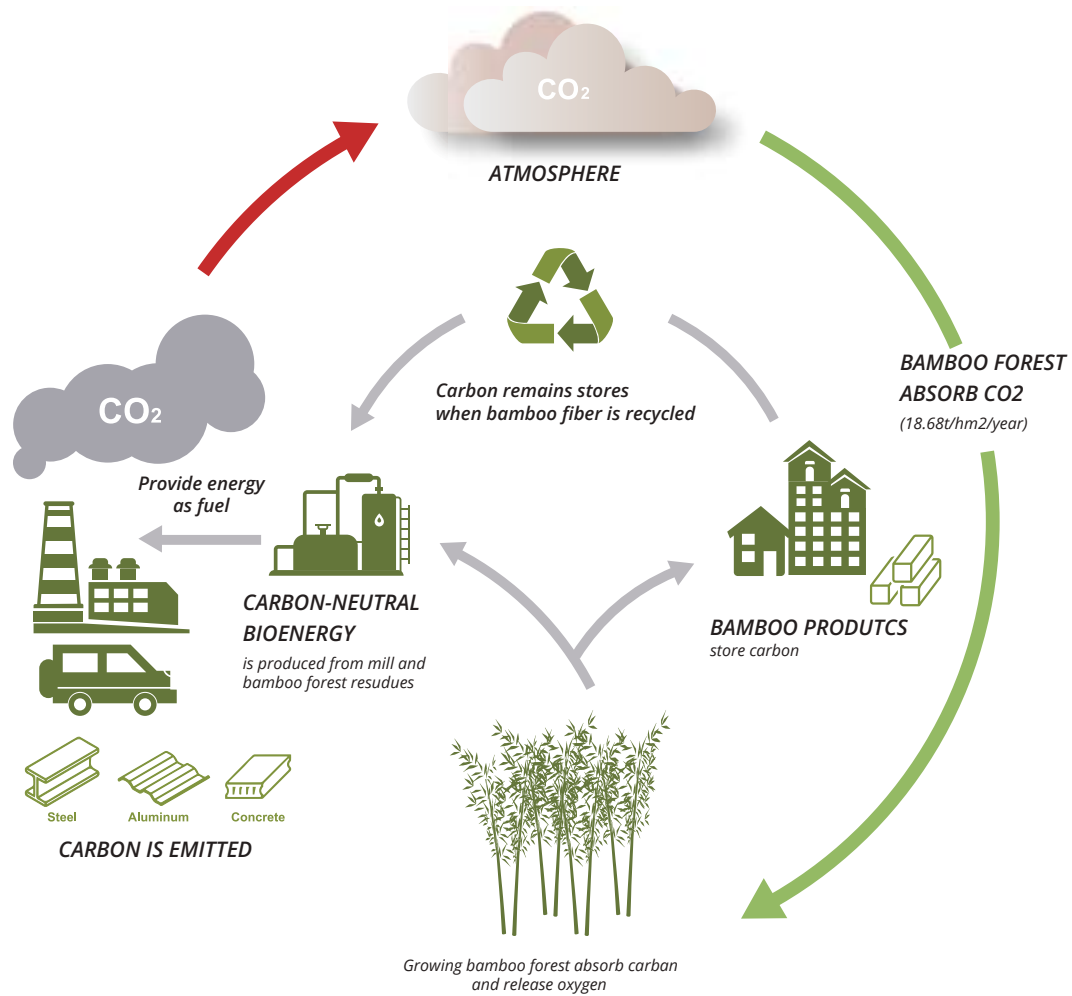 CO2
ATMOSPHERE
BAMBOO FOREST
ABSORB CO2
(18.68t/hm2/year)
Carbon remains stores
when bamboo fiber is recycled
CO2
Provide energy
as fuel
CARBON-NEUTRAL
BIOENERGY
is produced from mill and
bamboo forest resudues
BAMBOO PRODUTCS
store carbon
Steel
Aluminum
Concrete
CARBON IS EMITTED
Growing bamboo forest absorb carban
and release oxygen